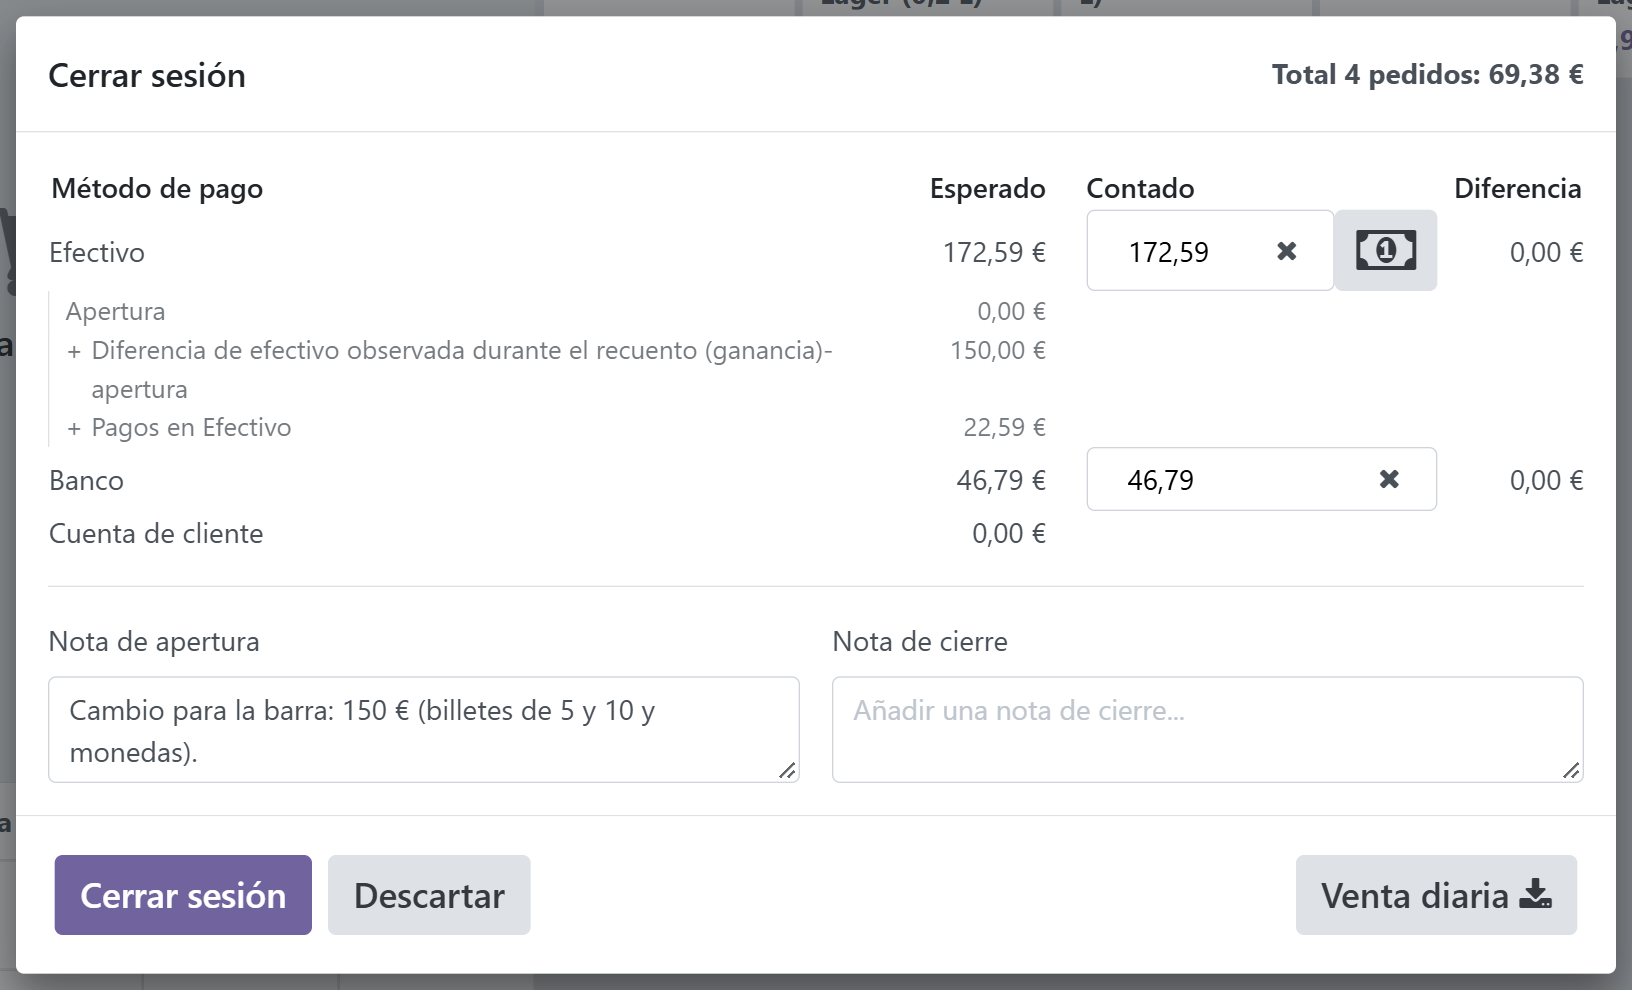 Cerrar sesión
Total 4 pedidos: 69,38 €
Método de pago Esperado Contado Diferencia
Efectivo 172,59 € 172,59 0,00 €
Apertura 0,00 €
+ Diferencia de efectivo observada durante el recuento (ganancia)- 150,00 €
apertura
+ Pagos en Efectivo 22,59 €
Banco 46,79 € 46,79 0,00 €
Cuenta de cliente 0,00 €
Nota de apertura
Cambio para la barra: 150 € (billetes de 5 y 10 y
monedas).
Nota de cierre
Añadir una nota de cierre...
Cerrar sesión Descartar Venta diaria